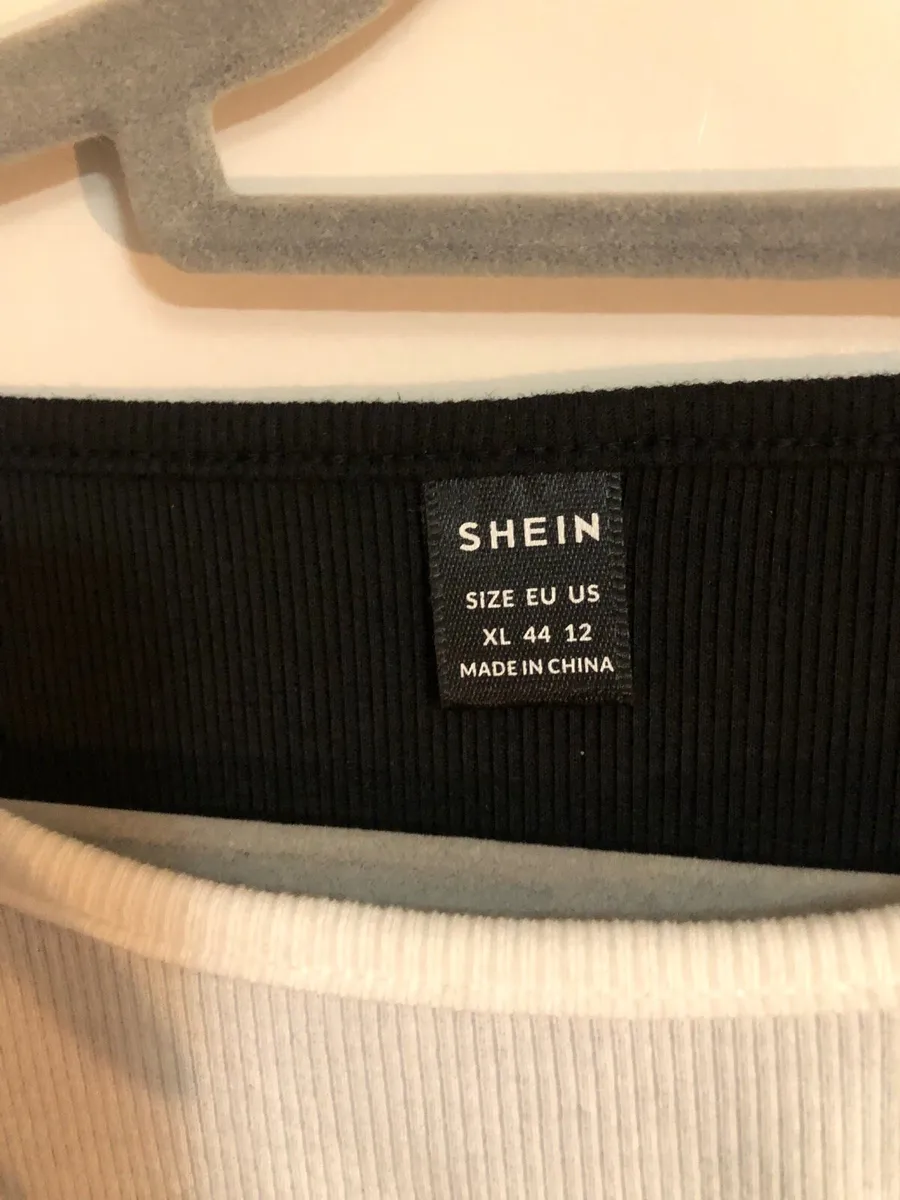 SHEIN
SIZE EU US
XL 44 12
MADE IN CHINA